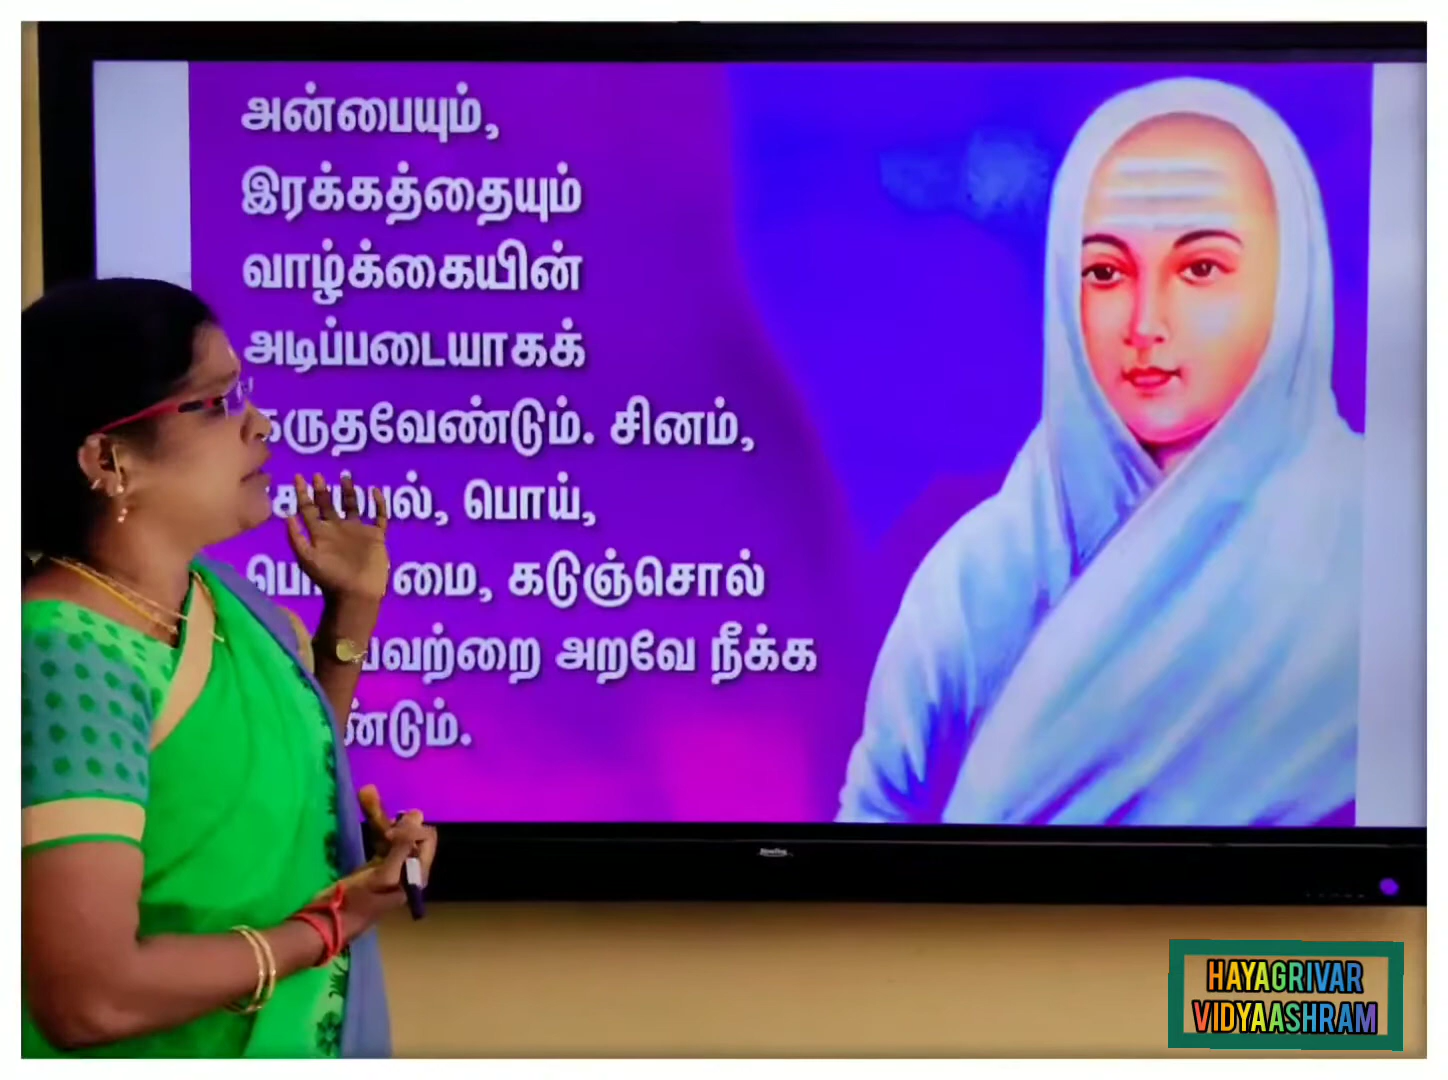 அன்பையும்,
இரக்கத்தையும்
வாழ்க்கையின்
அடிப்படையாகக்
கருதவேண்டும். சினம்,
பொய்,
கடுஞ்சொல்
அறவே நீக்க
HAYAGRIVAR
VIDYAASHRAM